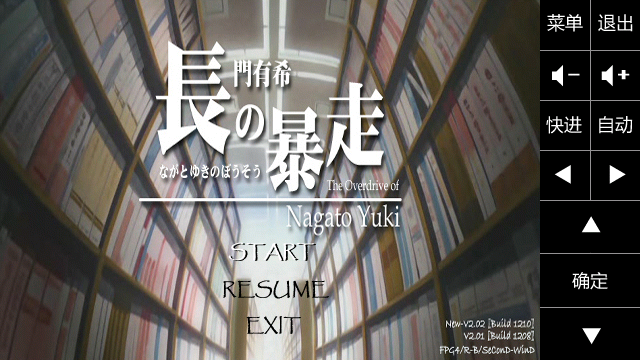 長門有希
の暴走
ながとゆきのぼうそう
The Overdrive of
Nagato Yuki
START
RESUME
EXIT
New-V2.02 [Build 1210]
V2.01 [Build 1208]
FPG4/R-B/SeConD-WinD
菜单 退出
快进 自动
确定